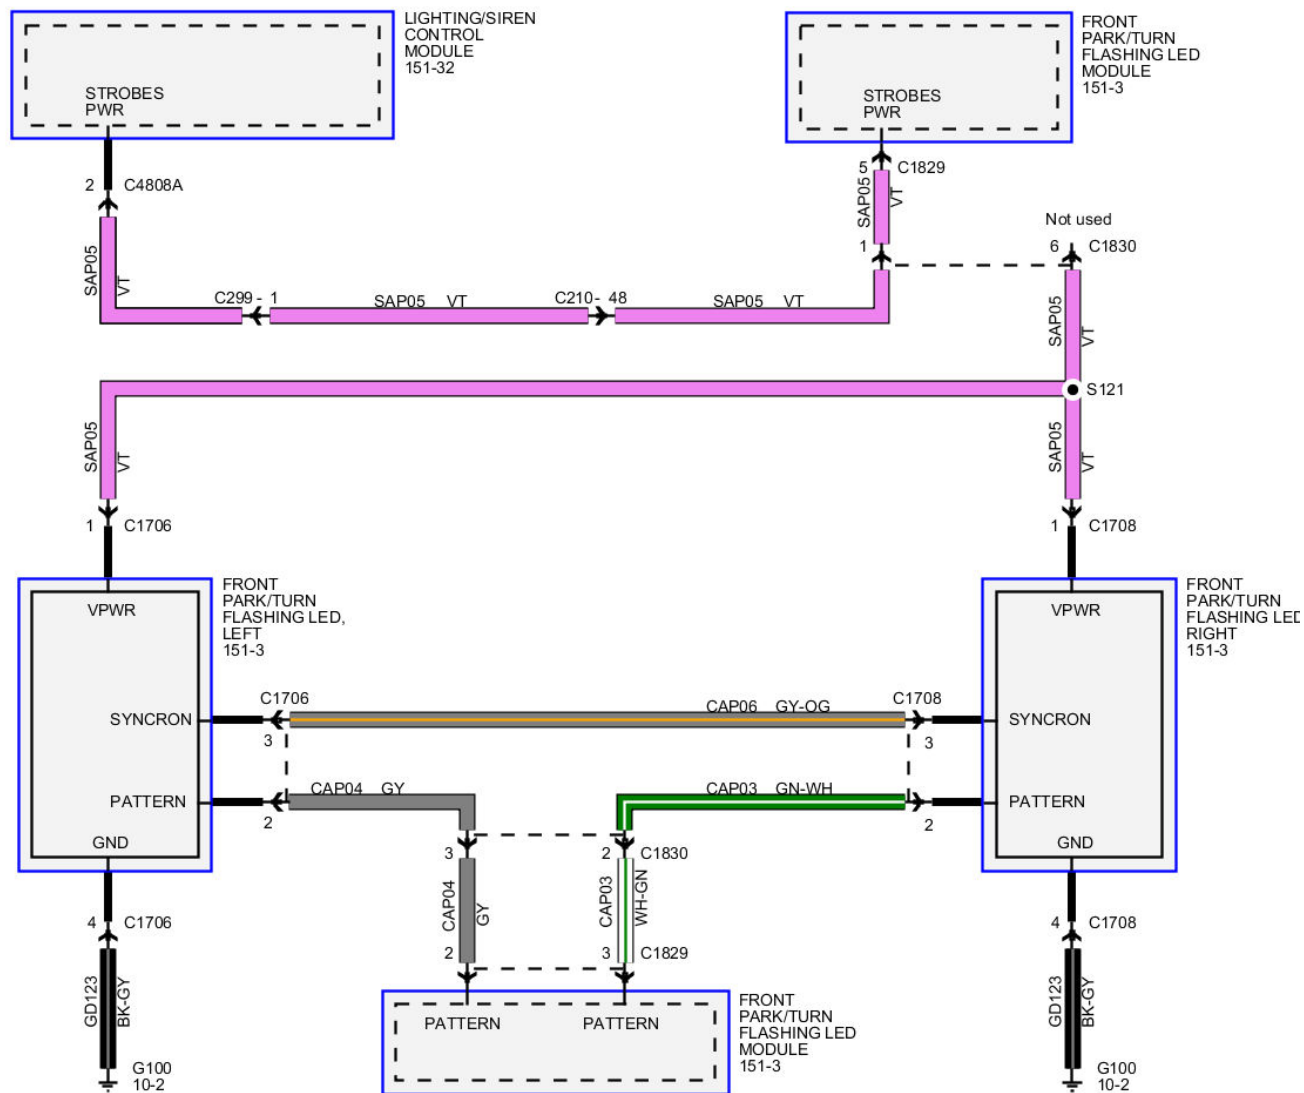 LIGHTING/SIREN
CONTROL
MODULE
151-32
STROBES
PWR
2
C4808A
FRONT
PARK/TURN
FLASHING LED
MODULE
151-3
STROBES
PWR
5
C1829
SAP05
VT
1
Not used
6
C1830
SAP05
VT
C299 - 1
SAP05 VT
C210 - 48
SAP05 VT
SAP05
VT
S121
SAP05
VT
SAP05
VT
1
C1706
1
C1708
FRONT
PARK/TURN
FLASHING LED,
LEFT
151-3
VPWR
SYNCRON
PATTERN
GND
FRONT
PARK/TURN
FLASHING LED
RIGHT
151-3
VPWR
SYNCRON
PATTERN
GND
C1706
3
CAP06 GY-OG
C1708
3
2
CAP04 GY
CAP03 GN-WH
2
3
2
C1830
CAP04
GY
CAP03
WH-GN
2
3
C1829
4
C1706
GD123
BK-GY
G100
10-2
4
C1708
GD123
BK-GY
G100
10-2
PATTERN
PATTERN
FRONT
PARK/TURN
FLASHING LED
MODULE
151-3